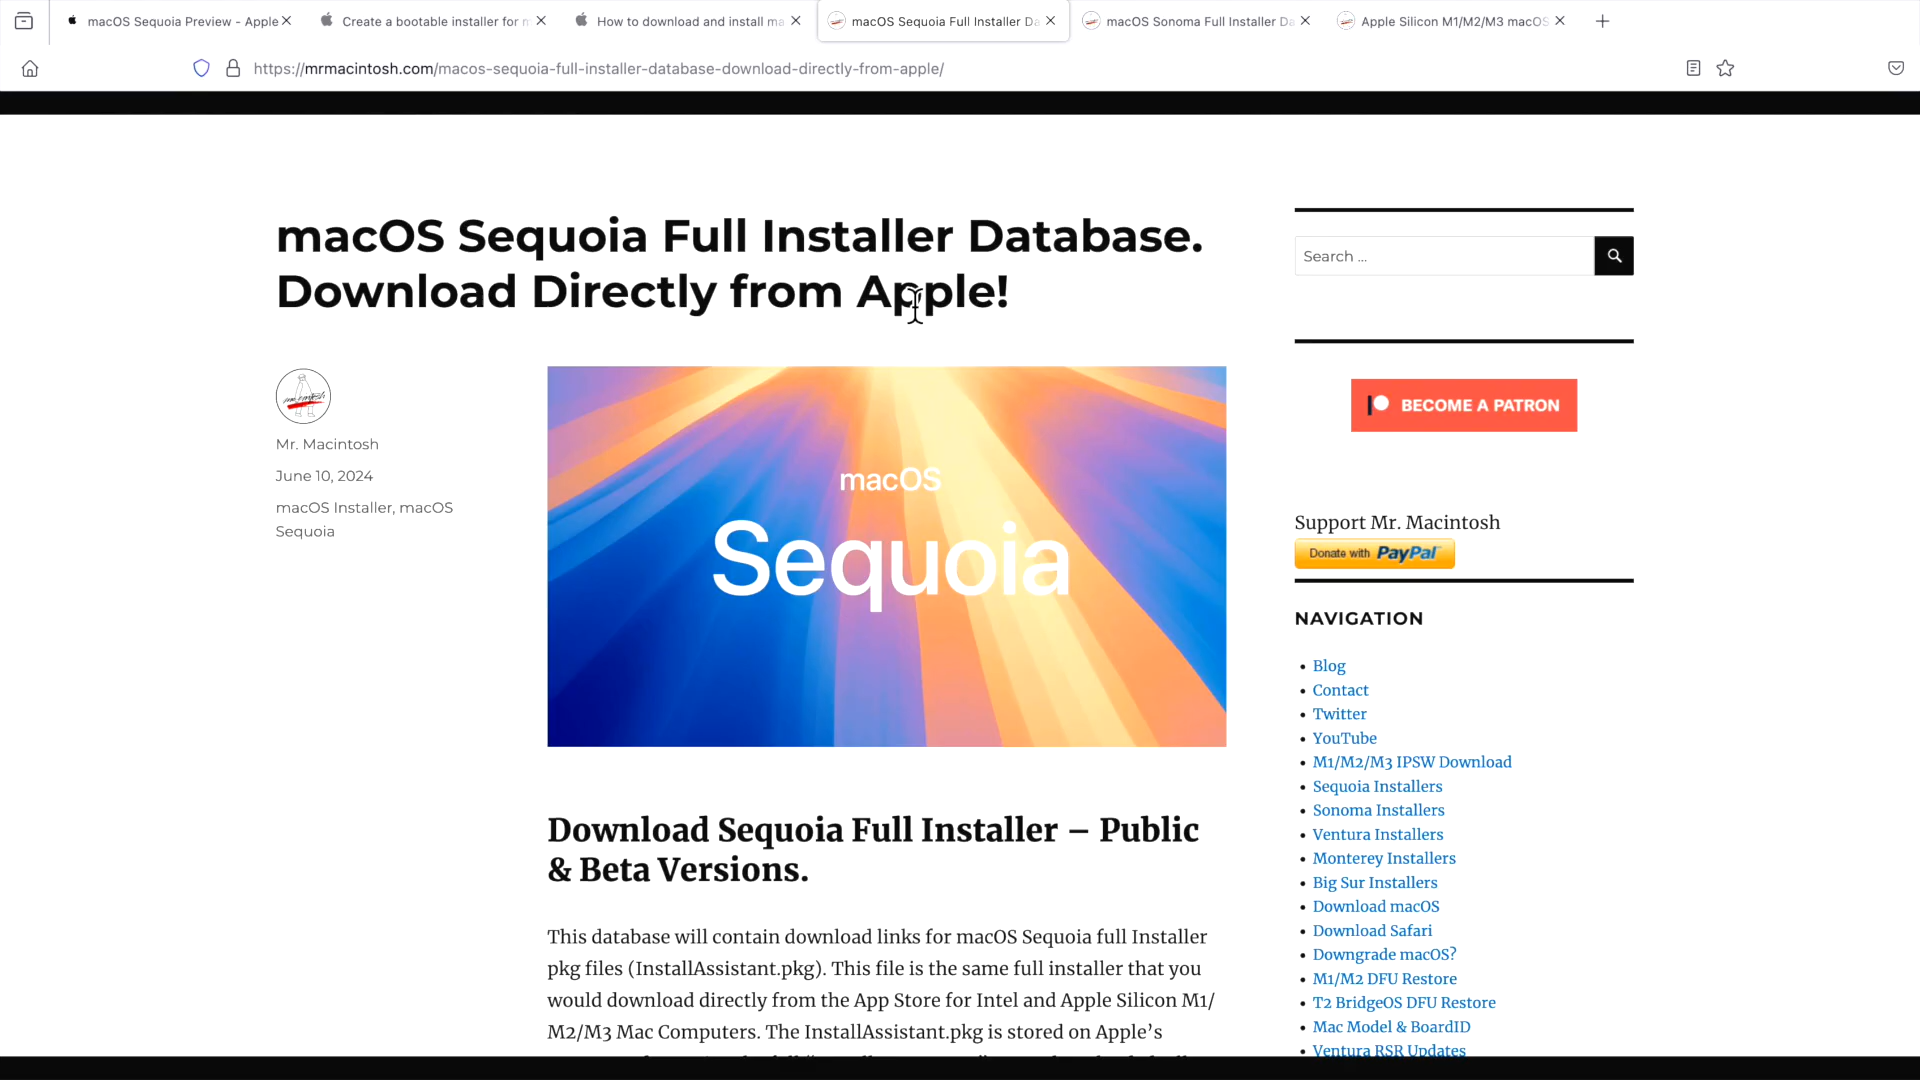 macOS Sequoia Preview - Apple
Create a bootable installer for m
How to download and install ma
macOS Sequoia Full Installer Da
macOS Sonoma Full Installer Da
Apple Silicon M1/M2/M3 macOS
https://mrmacintosh.com/macos-sequoia-full-installer-database-download-directly-from-apple/
macOS Sequoia Full Installer Database.
Download Directly from Apple!
Mr. Macintosh
June 10, 2024
macOS Installer, macOS
Sequoia
macOS
Sequoia
Download Sequoia Full Installer – Public
& Beta Versions.
This database will contain download links for macOS Sequoia full Installer
pkg files (InstallAssistant.pkg). This file is the same full installer that you
would download directly from the App Store for Intel and Apple Silicon M1/
M2/M3 Mac Computers. The InstallAssistant.pkg is stored on Apple’s
Search …
BECOME A PATRON
Support Mr. Macintosh
Donate with PayPal
NAVIGATION
Blog
Contact
Twitter
YouTube
M1/M2/M3 IPSW Download
Sequoia Installers
Sonoma Installers
Ventura Installers
Monterey Installers
Big Sur Installers
Download macOS
Download Safari
Downgrade macOS?
M1/M2 DFU Restore
T2 BridgeOS DFU Restore
Mac Model & BoardID
Ventura RSR Updates